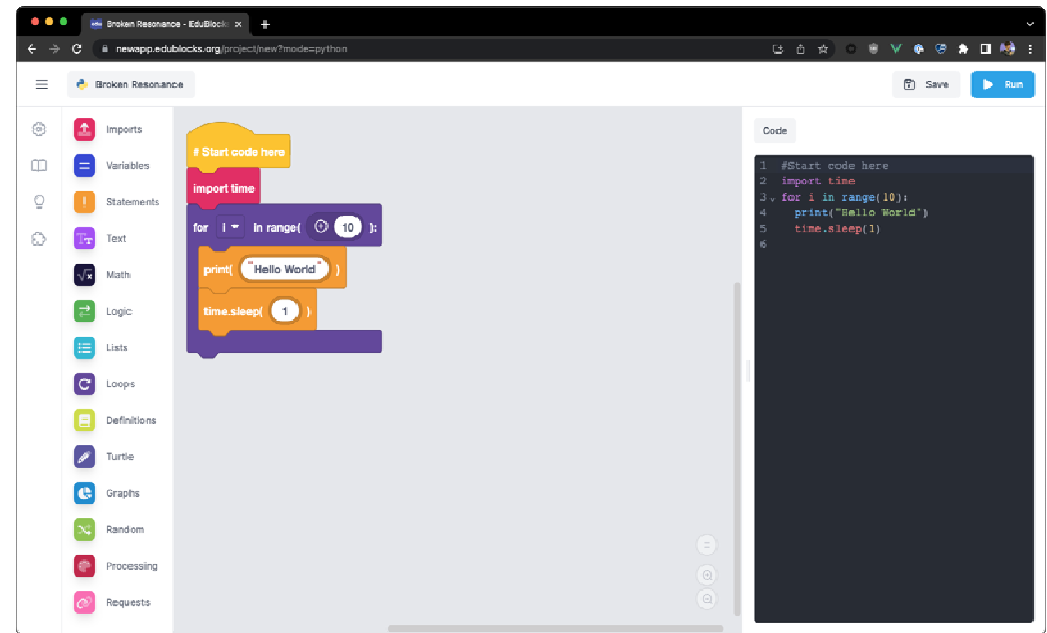 Broken Resonance - EduBlocks
newapp.edublocks.org/project/new?mode=python
Broken Resonance
Save
Run
Imports
Variables
Statements
Text
Math
Logic
Lists
Loops
Definitions
Turtle
Graphs
Random
Processing
Requests
# Start code here
import time
for i in range( 10 ):
print( "Hello World" )
time.sleep( 1 )
Code
1 #Start code here
2 import time
3 for i in range(10):
4 print("Hello World")
5 time.sleep(1)
6